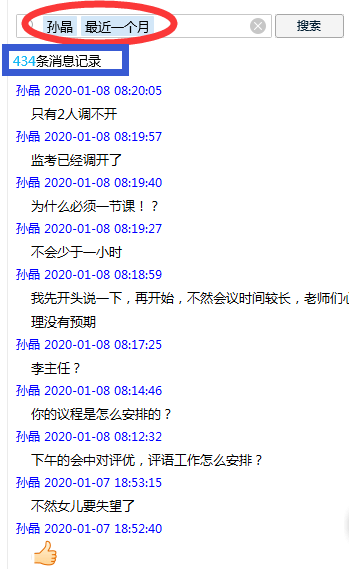 孙晶 最近一个月 搜索
434条消息记录
孙晶 2020-01-08 08:20:05
只有2人调不开
孙晶 2020-01-08 08:19:57
监考已经调开了
孙晶 2020-01-08 08:19:40
为什么必须一节课！？
孙晶 2020-01-08 08:19:27
不会少于一小时
孙晶 2020-01-08 08:18:59
我先开头说一下，再开始，不然会议时间较长，老师们心
理没有预期
孙晶 2020-01-08 08:17:25
李主任？
孙晶 2020-01-08 08:14:46
你的议程是怎么安排的？
孙晶 2020-01-08 08:12:32
下午的会中对评优，评语工作怎么安排？
孙晶 2020-01-07 18:53:15
不然女儿要失望了
孙晶 2020-01-07 18:52:40